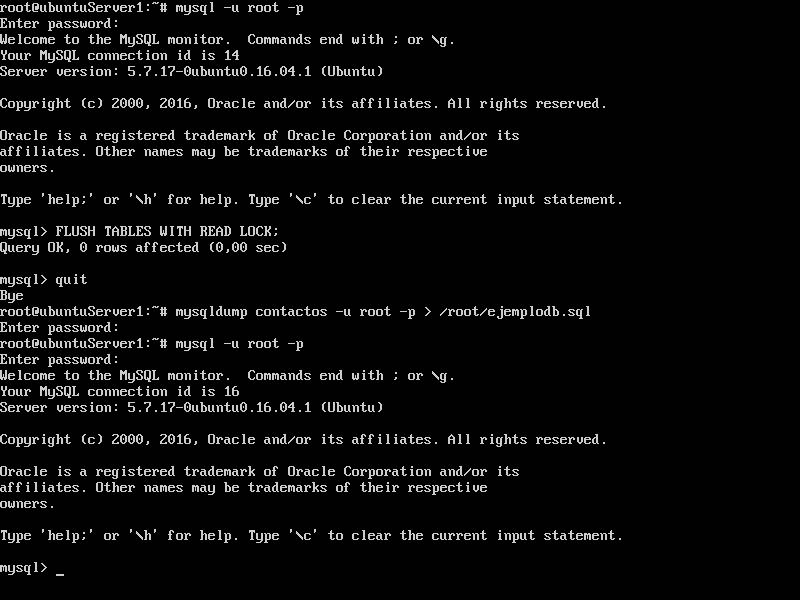 root@ubuntuServer1:~# mysql -u root -p
Enter password:
Welcome to the MySQL monitor.  Commands end with ; or \g.
Your MySQL connection id is 14
Server version: 5.7.17-0ubuntu0.16.04.1 (Ubuntu)
Copyright (c) 2000, 2016, Oracle and/or its affiliates. All rights reserved.
Oracle is a registered trademark of Oracle Corporation and/or its
affiliates. Other names may be trademarks of their respective
owners.
Type 'help;' or '\h' for help. Type '\c' to clear the current input statement.
mysql> FLUSH TABLES WITH READ LOCK;
Query OK, 0 rows affected (0,00 sec)
mysql> quit
Bye
root@ubuntuServer1:~# mysqldump contactos -u root -p > /root/ejemplodb.sql
Enter password:
root@ubuntuServer1:~# mysql -u root -p
Enter password:
Welcome to the MySQL monitor.  Commands end with ; or \g.
Your MySQL connection id is 16
Server version: 5.7.17-0ubuntu0.16.04.1 (Ubuntu)
Copyright (c) 2000, 2016, Oracle and/or its affiliates. All rights reserved.
Oracle is a registered trademark of Oracle Corporation and/or its
affiliates. Other names may be trademarks of their respective
owners.
Type 'help;' or '\h' for help. Type '\c' to clear the current input statement.
mysql> _